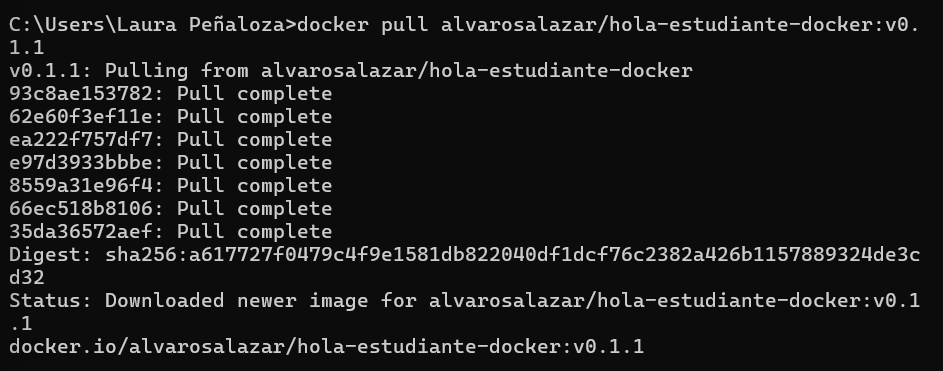 C:\Users\Laura Peñaloza>docker pull alvarosalazar/hola-estudiante-docker:v0.
1.1
v0.1.1: Pulling from alvarosalazar/hola-estudiante-docker
93c8ae153782: Pull complete
62e60f3ef11e: Pull complete
ea222f757df7: Pull complete
e97d3933bbbe: Pull complete
8559a31e96f4: Pull complete
66ec518b8106: Pull complete
35da36572aef: Pull complete
Digest: sha256:a617727f0479c4f9e1581db822040df1dcf76c2382a426b1157889324de3c
d32
Status: Downloaded newer image for alvarosalazar/hola-estudiante-docker:v0.1
.1
docker.io/alvarosalazar/hola-estudiante-docker:v0.1.1